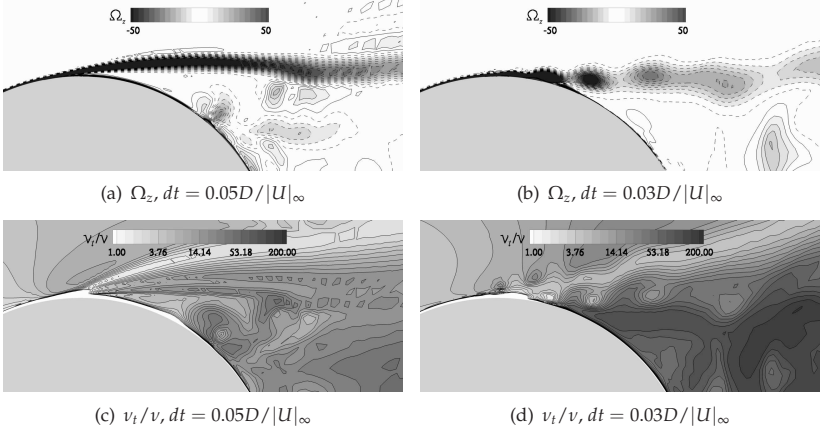 Ω_z
-50 50
Ω_z
-50 50
(a) Ω_z, dt = 0.05D/|U|_∞
(b) Ω_z, dt = 0.03D/|U|_∞
ν_t/ν
1.00 3.76 14.14 53.18 200.00
ν_t/ν
1.00 3.76 14.14 53.18 200.00
(c) ν_t/ν, dt = 0.05D/|U|_∞
(d) ν_t/ν, dt = 0.03D/|U|_∞